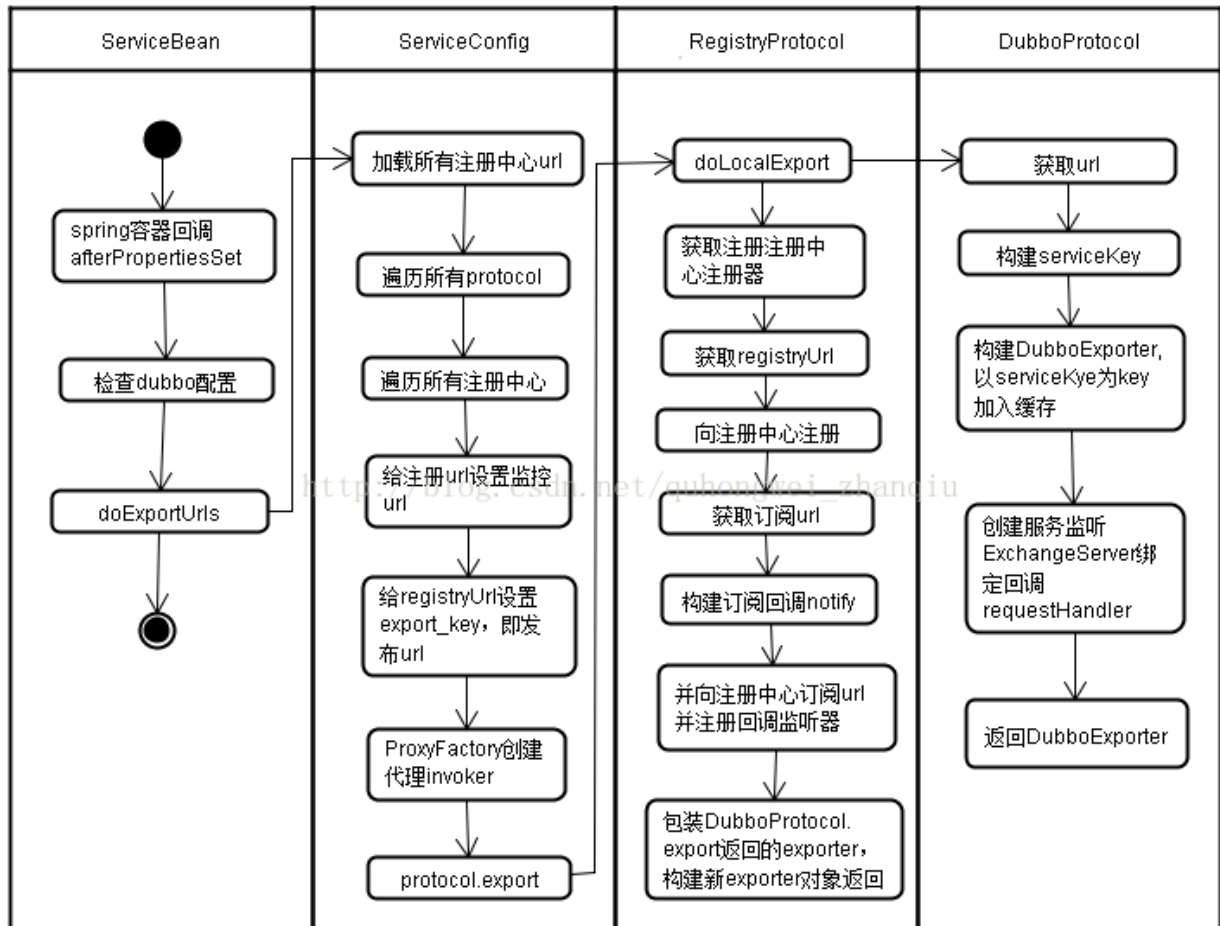 ServiceBean
ServiceConfig
RegistryProtocol
DubboProtocol
spring容器回调
afterPropertiesSet
检查dubbo配置
doExportUrls
加载所有注册中心url
遍历所有protocol
遍历所有注册中心
给注册url设置监控
url
给registryUrl设置
export_key，即发
布url
ProxyFactory创建
代理invoker
protocol.export
doLocalExport
获取注册注册中
心注册器
获取registryUrl
向注册中心注册
获取订阅url
构建订阅回调notify
并向注册中心订阅url
并注册回调监听器
包装DubboProtocol.
export返回的exporter，
构建新exporter对象返回
获取url
构建serviceKey
构建DubboExporter,
以serviceKye为key
加入缓存
创建服务监听
ExchangeServer绑
定回调
requestHandler
返回DubboExporter
http://blog.csdn.net/quhongwei_zhanqiu